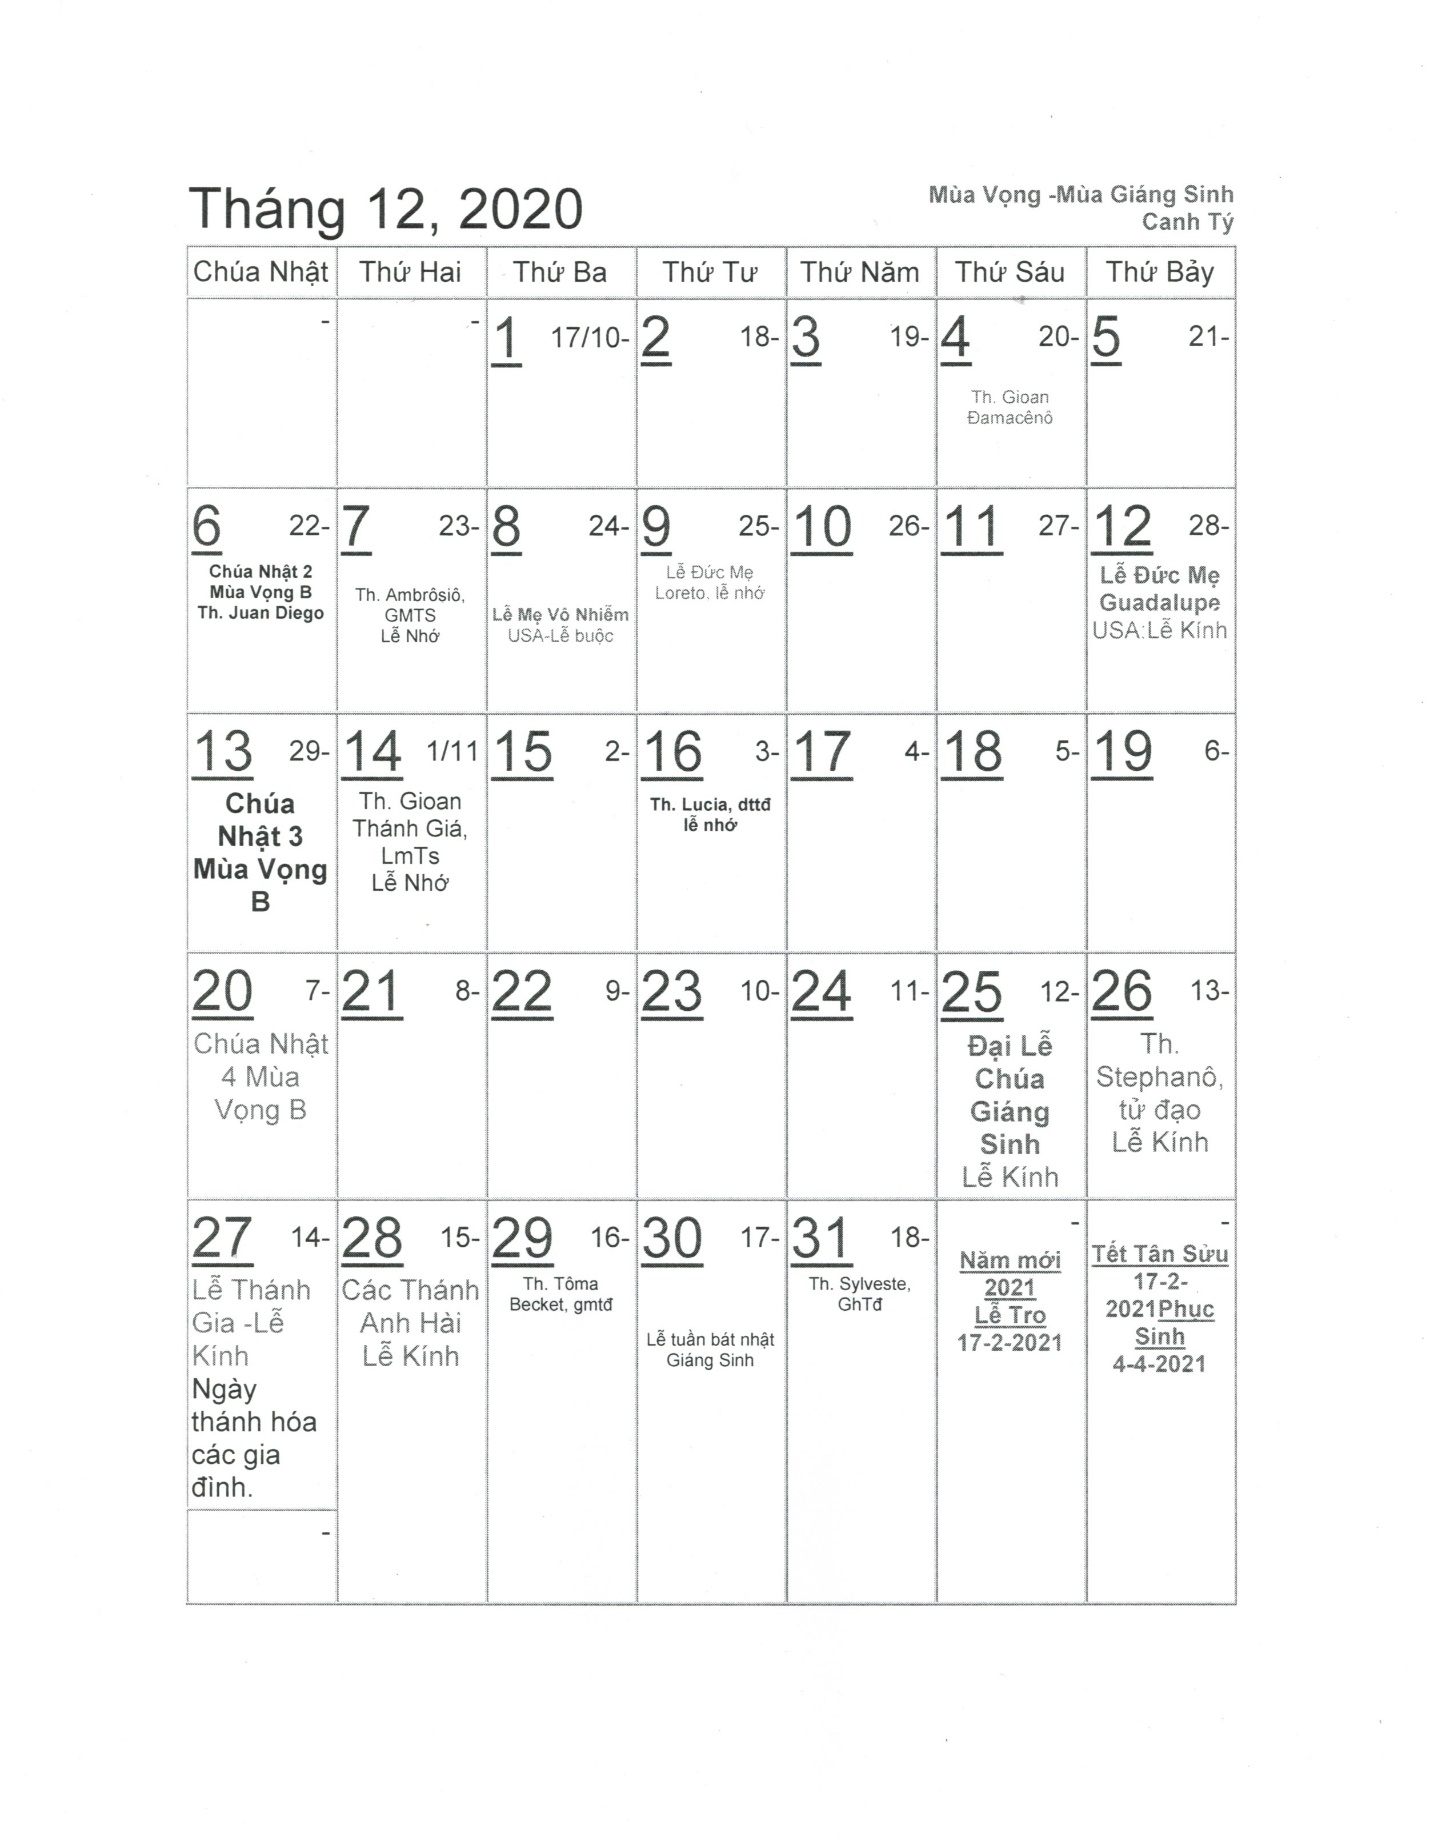 Tháng 12, 2020
Mùa Vọng -Mùa Giáng Sinh
Canh Tý
Chúa Nhật Thứ Hai Thứ Ba Thứ Tư Thứ Năm Thứ Sáu Thứ Bảy
-
-
1 17/10-
2 18-
3 19-
4 20-
Th. Gioan
Đamacênô
5 21-
6 22-
Chúa Nhật 2
Mùa Vọng B
Th. Juan Diego
7 23-
Th. Ambrôsiô,
GMTS
Lễ Nhớ
8 24-
Lễ Mẹ Vô Nhiễm
USA-Lễ buộc
9 25-
Lễ Đức Mẹ
Loreto. lễ nhớ
10 26-
11 27-
12 28-
Lễ Đức Mẹ
Guadalupe
USA:Lễ Kính
13 29-
Chúa
Nhật 3
Mùa Vọng
B
14 1/11
Th. Gioan
Thánh Giá,
LmTs
Lễ Nhớ
15 2-
16 3-
Th. Lucia, dttđ
lễ nhớ
17 4-
18 5-
19 6-
20 7-
Chúa Nhật
4 Mùa
Vọng B
21 8-
22 9-
23 10-
24 11-
25 12-
Đại Lễ
Chúa
Giáng
Sinh
Lễ Kính
26 13-
Th.
Stephanô,
tử đạo
Lễ Kính
27 14-
Lễ Thánh
Gia -Lễ
Kính
Ngày
thánh hóa
các gia
đình.
28 15-
Các Thánh
Anh Hài
Lễ Kính
29 16-
Th. Tôma
Becket, gmtđ
30 17-
Lễ tuần bát nhật
Giáng Sinh
31 18-
Th. Sylveste,
GhTđ
-
Năm mới
2021
Lễ Tro
17-2-2021
-
Tết Tân Sửu
17-2-
2021Phục
Sinh
4-4-2021
-